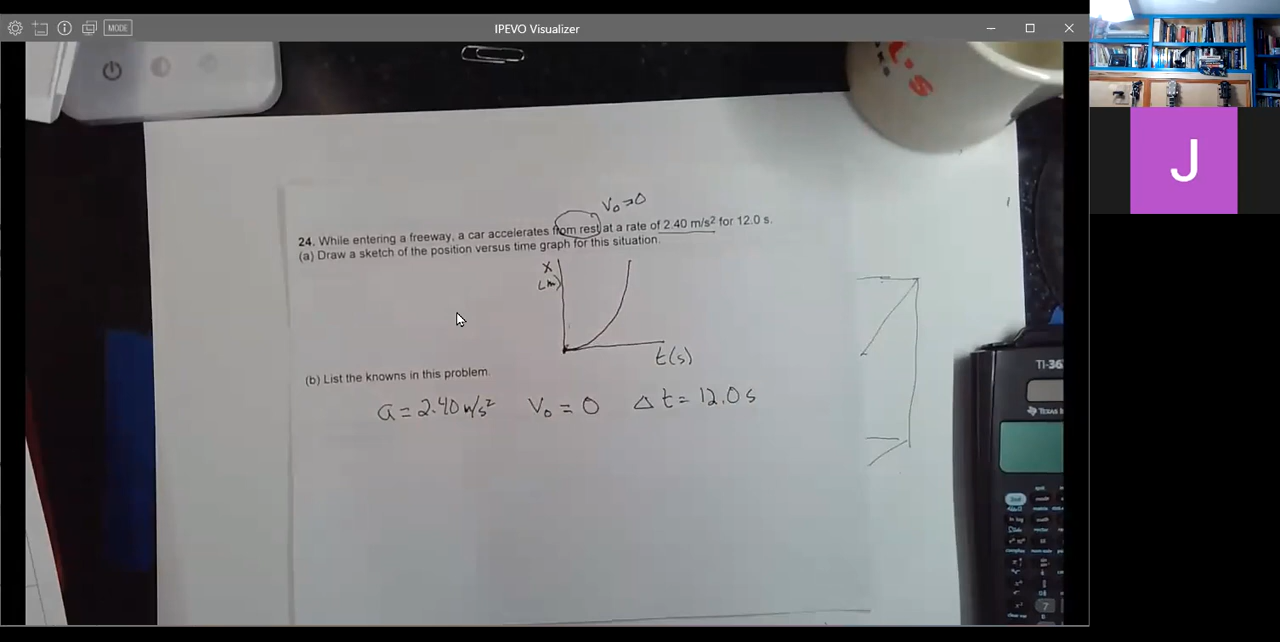 MODE
IPEVO Visualizer
V₀=0
24. While entering a freeway, a car accelerates from rest at a rate of 2.40 m/s² for 12.0 s.
(a) Draw a sketch of the position versus time graph for this situation.
x
(m)
t(s)
(b) List the knowns in this problem.
a = 2.40 m/s² V₀ = 0 Δt = 12.0 s
J
TI-36
TEXAS
7